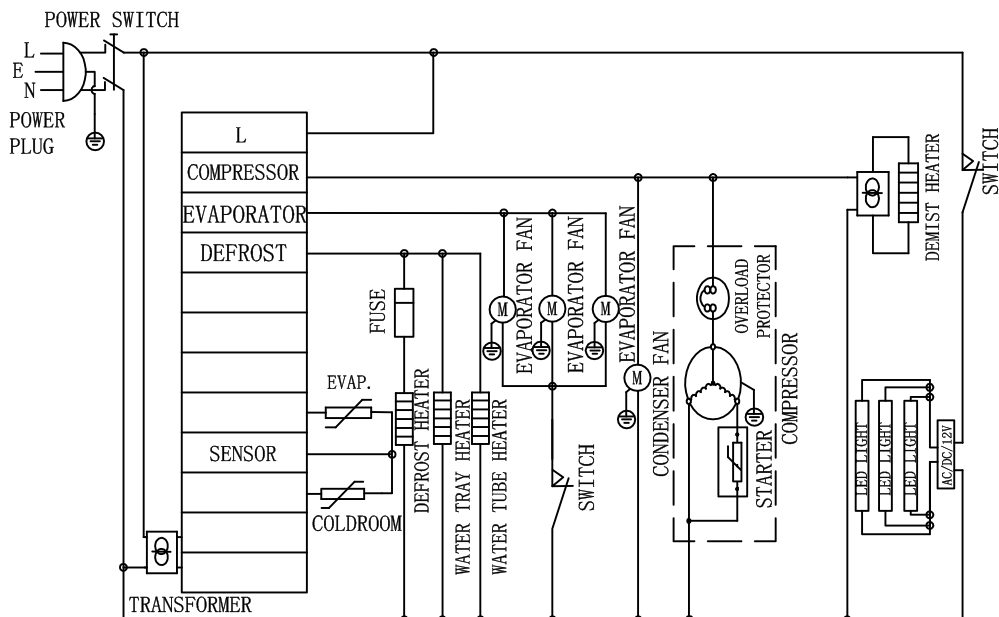 POWER SWITCH
L
E
N
POWER
PLUG
L
COMPRESSOR
EVAPORATOR
DEFROST
SENSOR
EVAP.
COLDROOM
TRANSFORMER
FUSE
DEFROST HEATER
WATER TRAY HEATER
WATER TUBE HEATER
EVAPORATOR FAN
EVAPORATOR FAN
EVAPORATOR FAN
M
M
M
SWITCH
M
CONDENSER FAN
OVERLOAD
PROTECTOR
COMPRESSOR
STARTER
DEMIST HEATER
SWITCH
LED LIGHT
LED LIGHT
LED LIGHT
AC/DC/12V